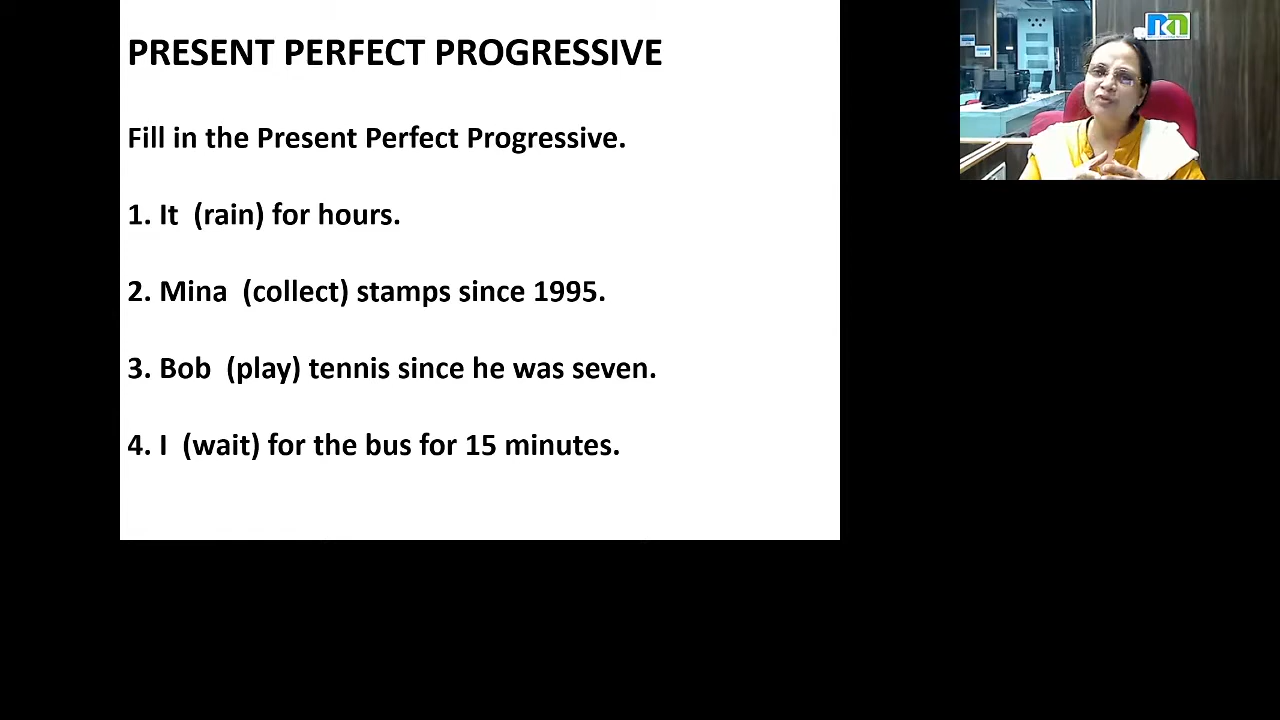 PRESENT PERFECT PROGRESSIVE
Fill in the Present Perfect Progressive.
1. It (rain) for hours.
2. Mina (collect) stamps since 1995.
3. Bob (play) tennis since he was seven.
4. I (wait) for the bus for 15 minutes.